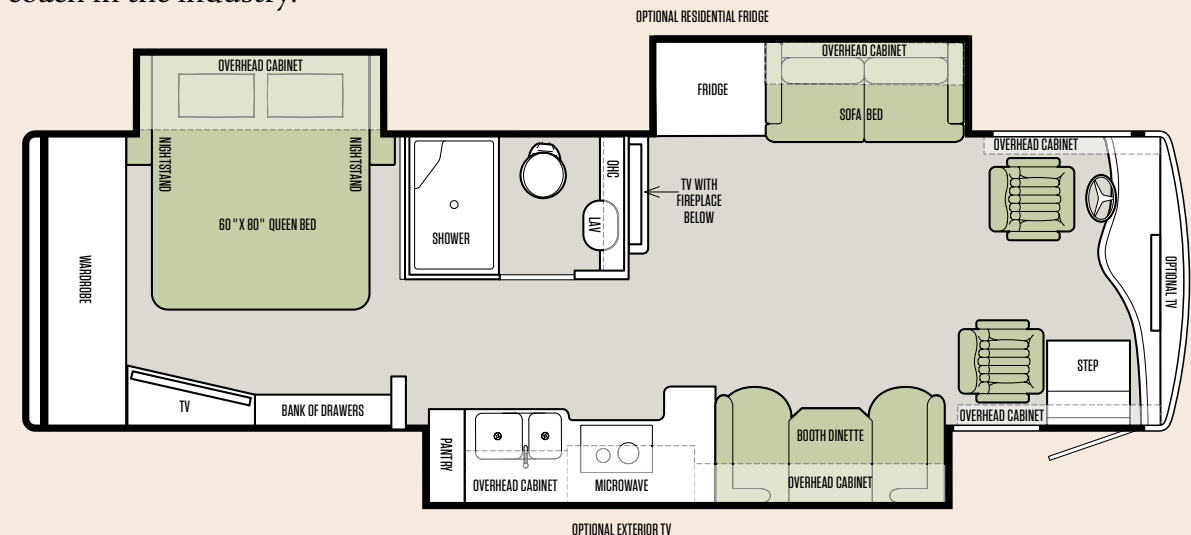 coach in the industry.
OPTIONAL RESIDENTIAL FRIDGE
OVERHEAD CABINET
OVERHEAD CABINET
FRIDGE
SOFA BED
OVERHEAD CABINET
NIGHTSTAND
NIGHTSTAND
OHC
TV WITH
FIREPLACE
BELOW
60" X 80" QUEEN BED
SHOWER
LAV
WARDROBE
OPTIONAL TV
STEP
TV
BANK OF DRAWERS
OVERHEAD CABINET
PANTRY
BOOTH DINETTE
OVERHEAD CABINET
MICROWAVE
OVERHEAD CABINET
OPTIONAL EXTERIOR TV